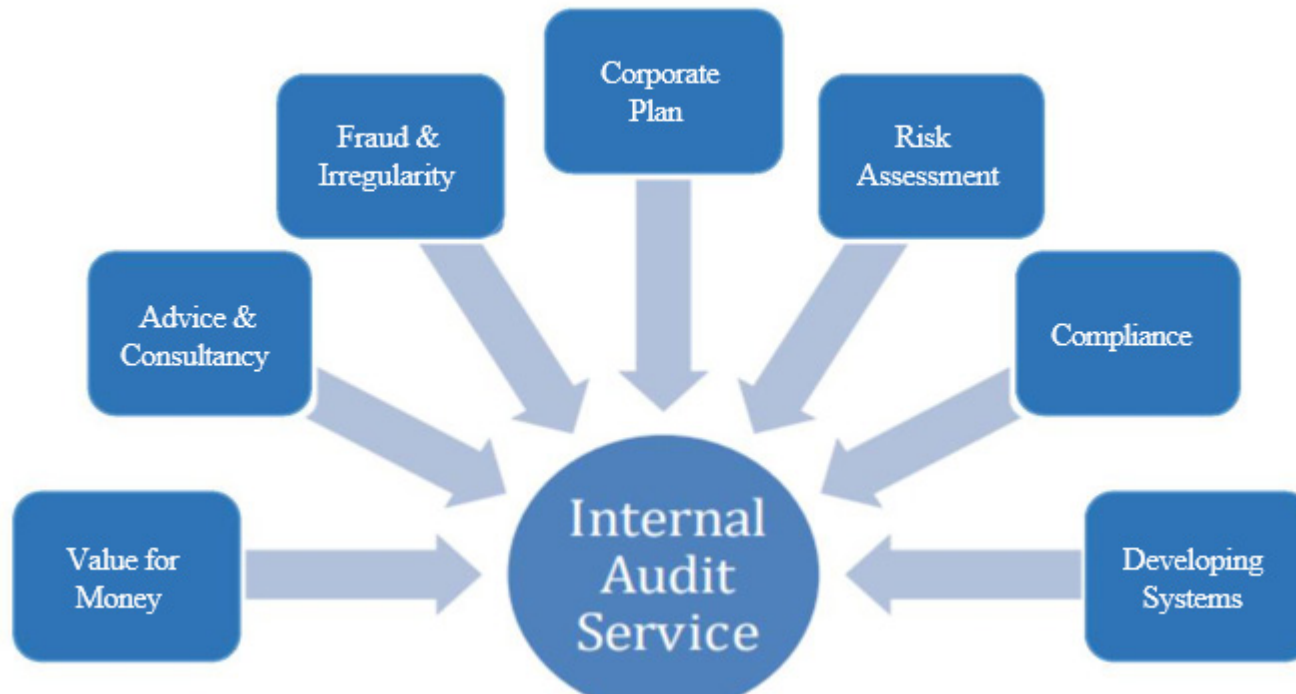 Corporate
Plan
Fraud &
Irregularity
Risk
Assessment
Advice &
Consultancy
Compliance
Value for
Money
Developing
Systems
Internal
Audit
Service